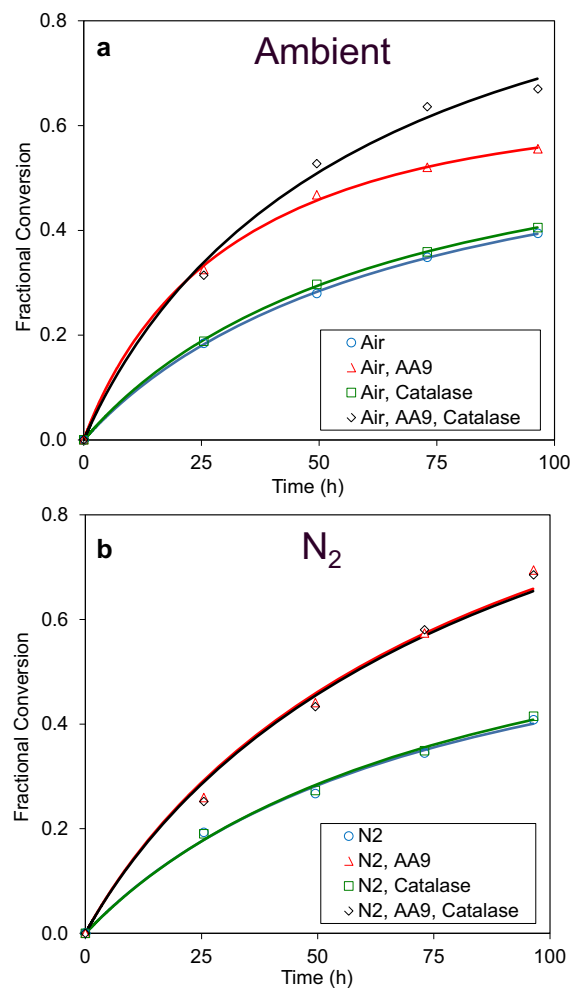 a
Ambient
Fractional Conversion
0.8
0.6
0.4
0.2
0.0
Air
Air, AA9
Air, Catalase
Air, AA9, Catalase
0 25 50 75 100
Time (h)
b
N₂
Fractional Conversion
0.8
0.6
0.4
0.2
0.0
N2
N2, AA9
N2, Catalase
N2, AA9, Catalase
0 25 50 75 100
Time (h)